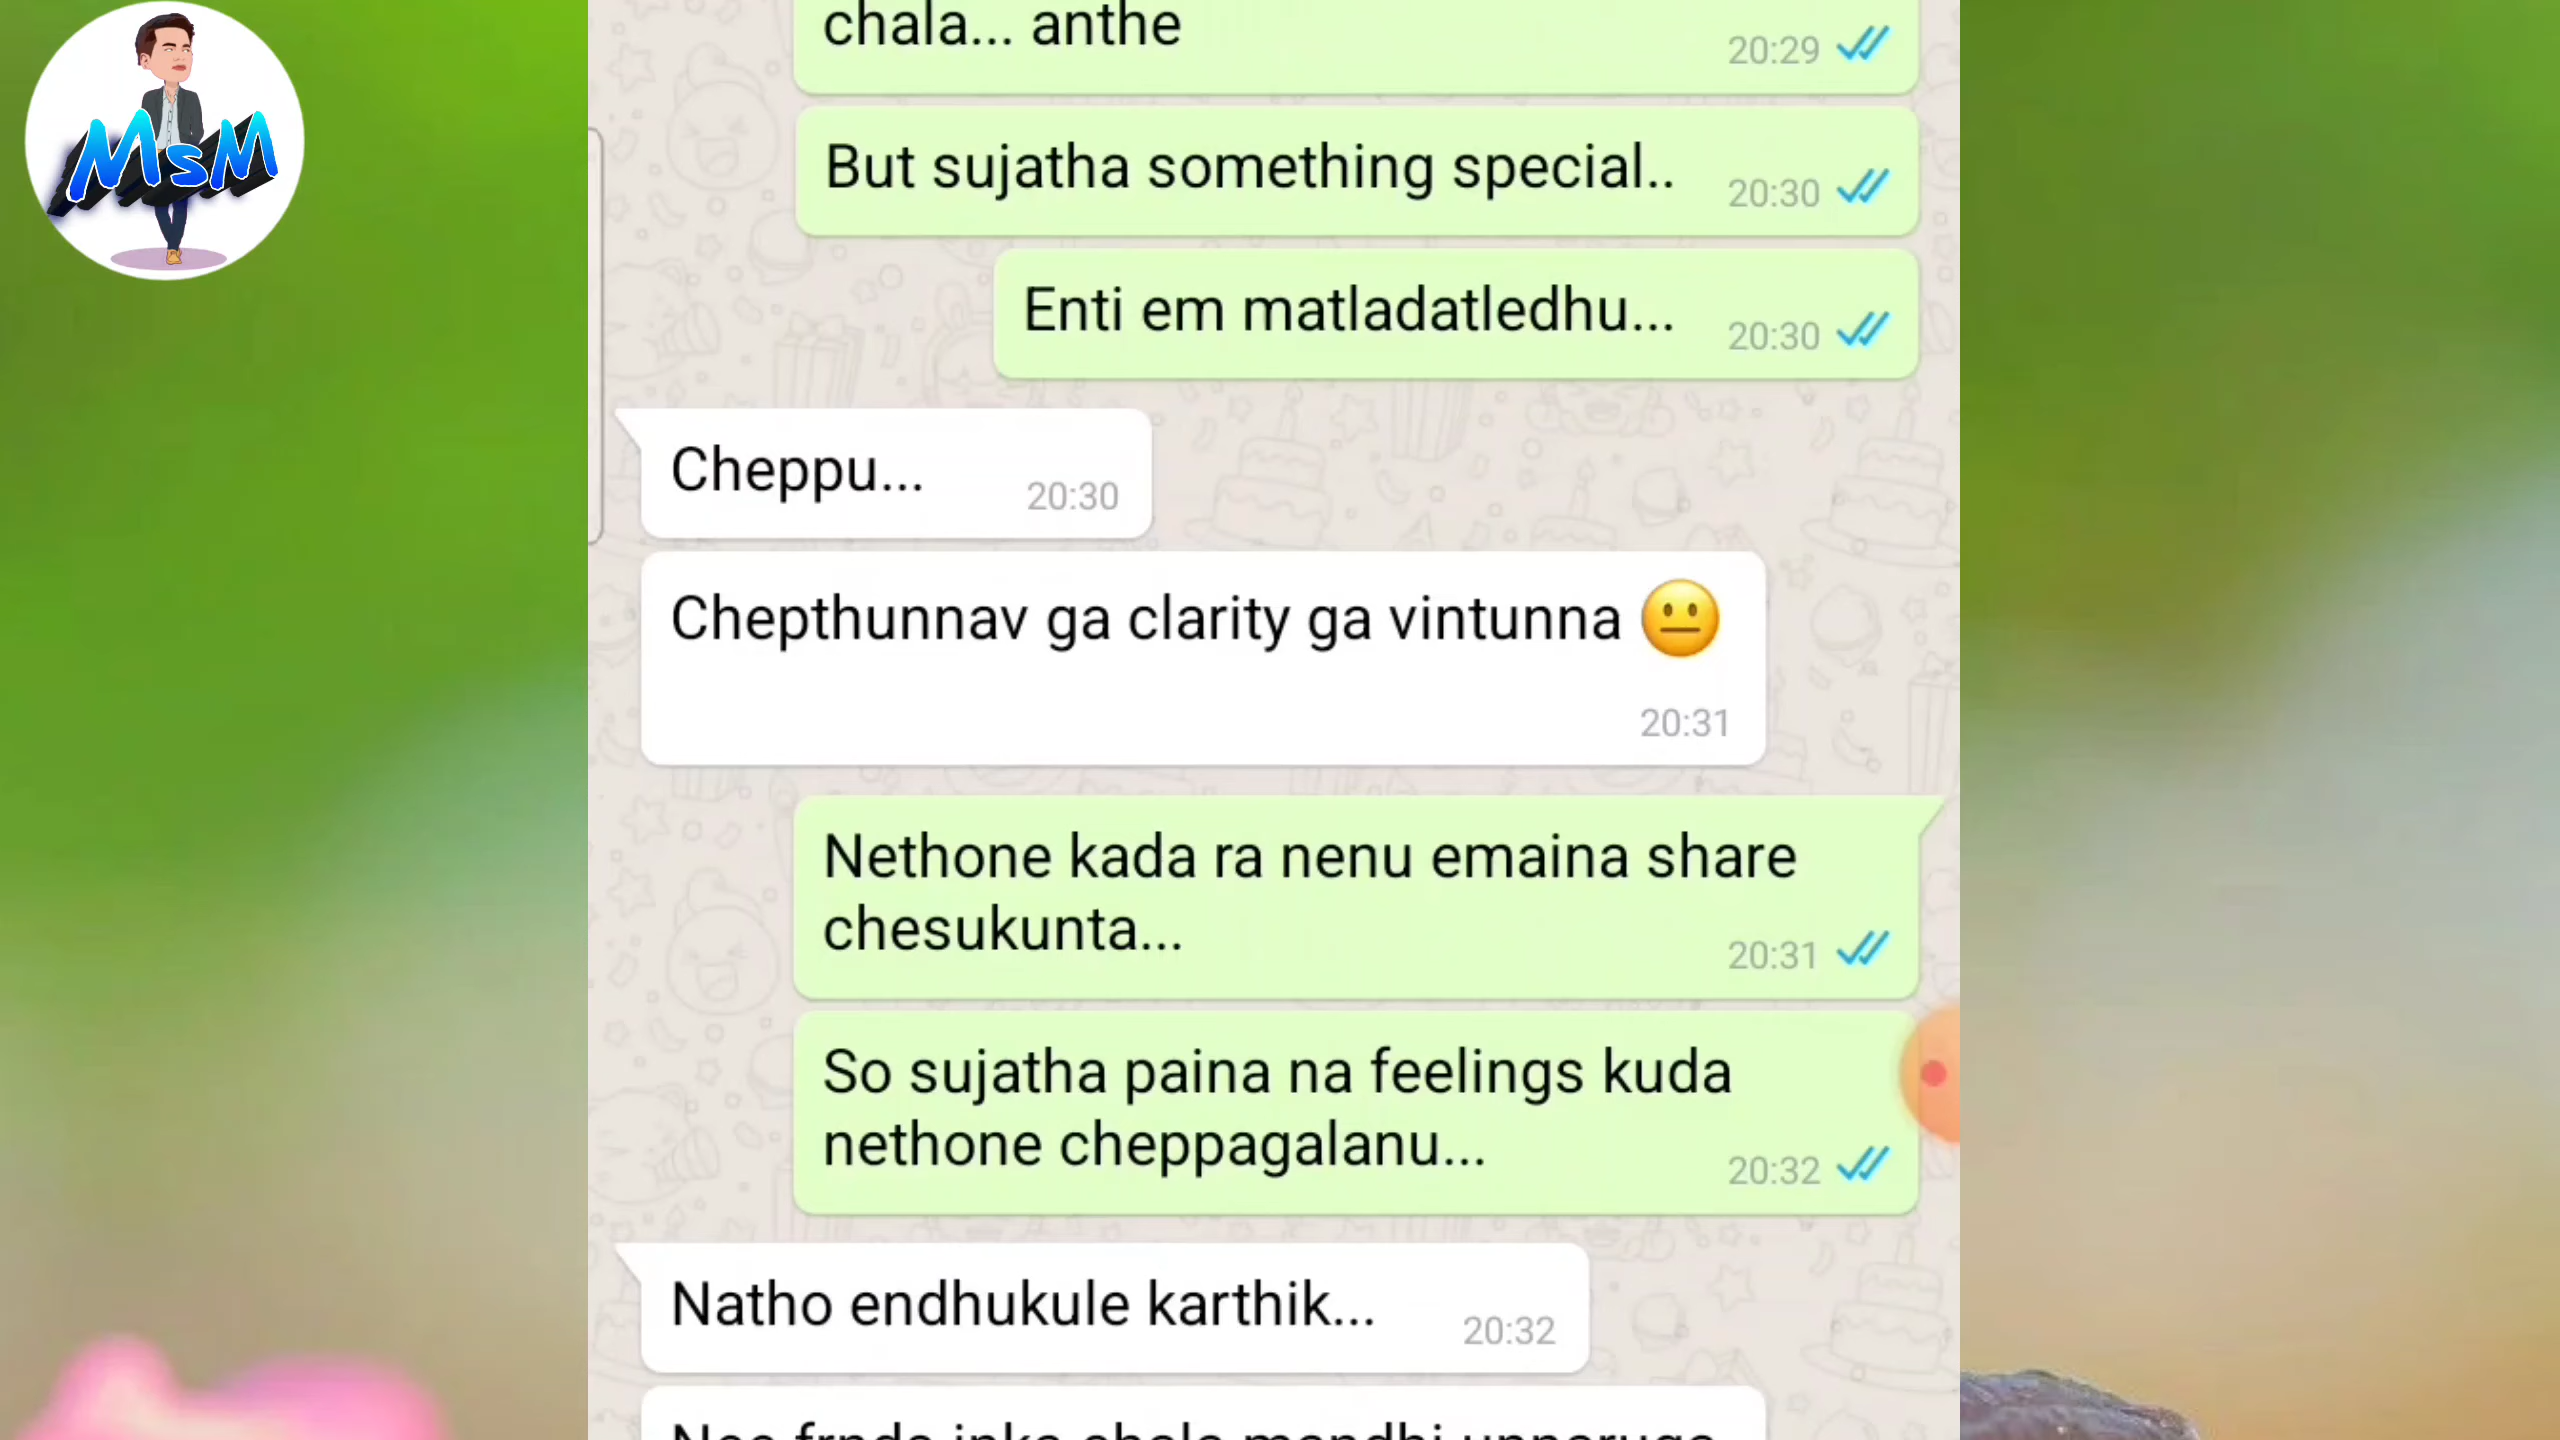 chala... anthe
20:29
MsM
But sujatha something special..
20:30
Enti em matladatledhu...
20:30
Cheppu...
20:30
Chepthunnav ga clarity ga vintunna 😐
20:31
Nethone kada ra nenu emaina share
chesukunta...
20:31
So sujatha paina na feelings kuda
nethone cheppagalanu...
20:32
Natho endhukule karthik...
20:32